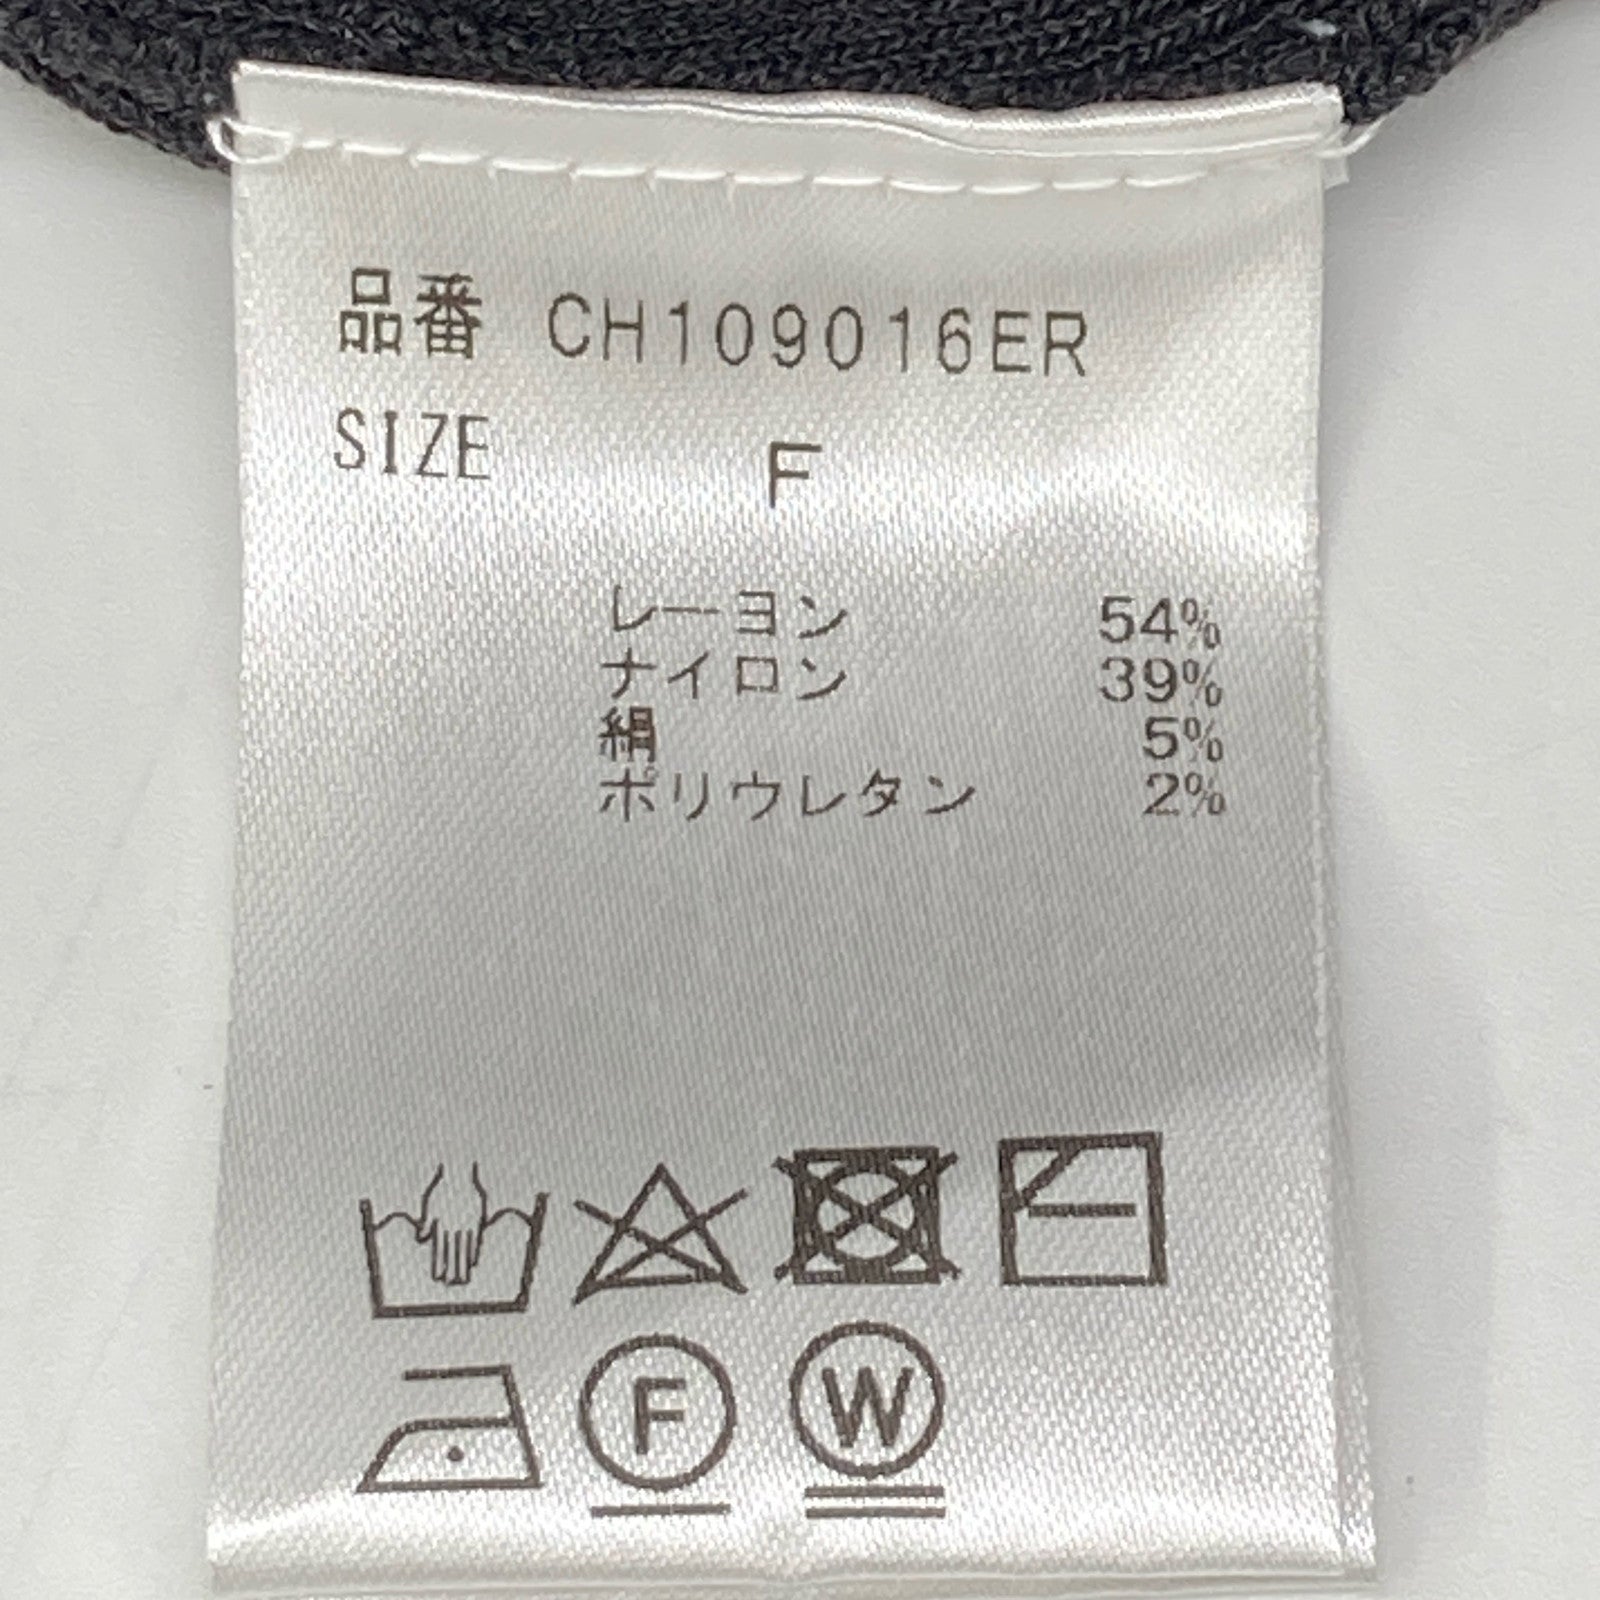 品番 CH109016ER
SIZE F
レーヨン 54%
ナイロン 39%
絹 5%
ポリウレタン 2%
F W